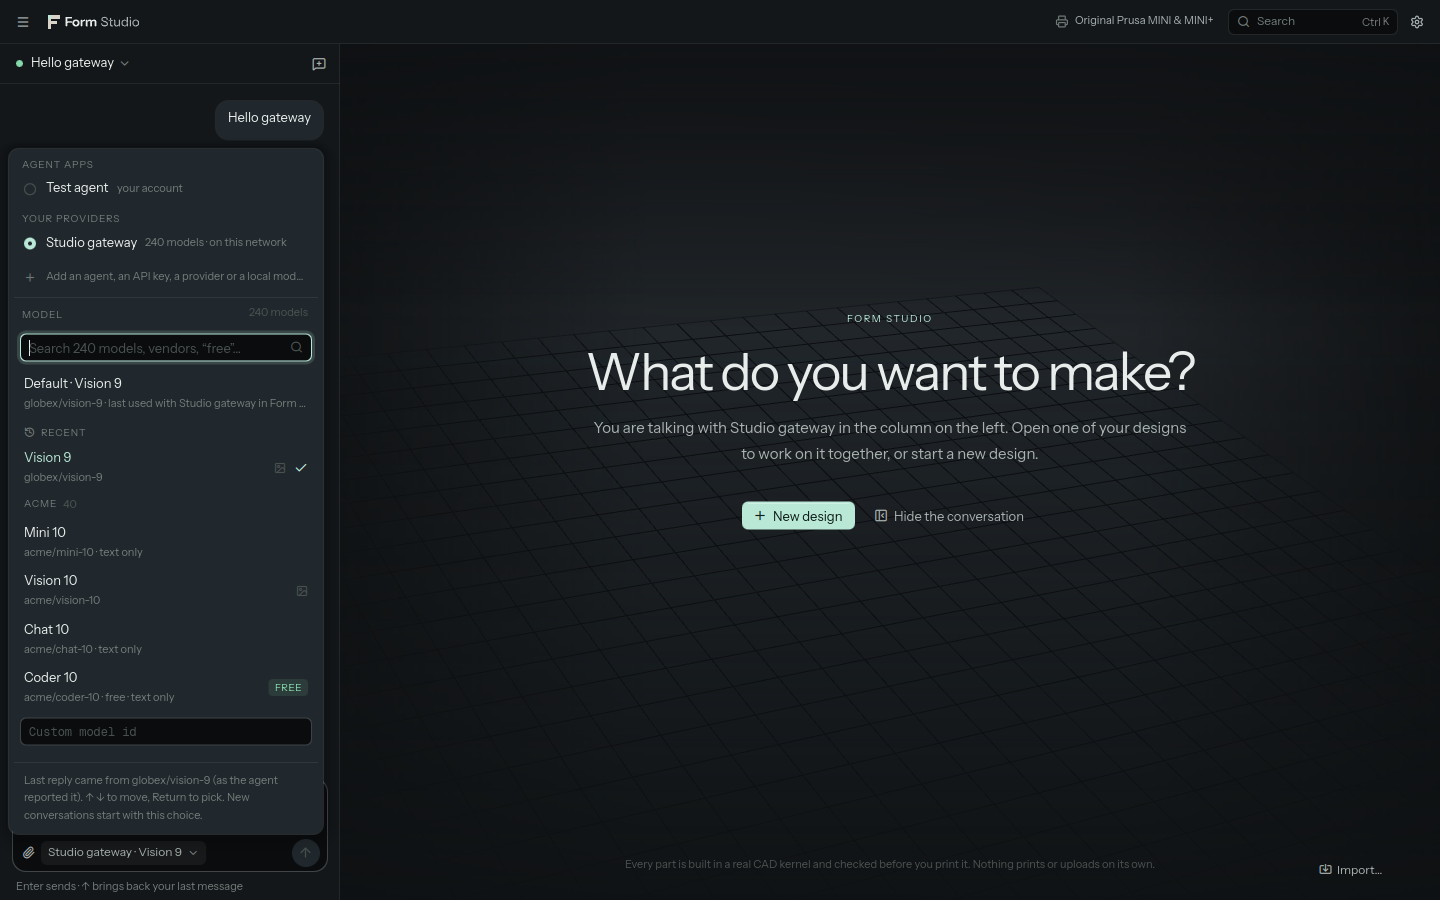 Form Studio
Original Prusa MINI & MINI+
Search
Ctrl K
Hello gateway
Hello gateway
AGENT APPS
Test agent your account
YOUR PROVIDERS
Studio gateway 240 models · on this network
+ Add an agent, an API key, a provider or a local mod...
MODEL
240 models
Search 240 models, vendors, “free”...
Default · Vision 9
globex/vision-9 · last used with Studio gateway in Form ...
RECENT
Vision 9
globex/vision-9
ACME 40
Mini 10
acme/mini-10 · text only
Vision 10
acme/vision-10
Chat 10
acme/chat-10 · text only
Coder 10
acme/coder-10 · free · text only
FREE
Custom model id
Last reply came from globex/vision-9 (as the agent
reported it). ↑ ↓ to move, Return to pick. New
conversations start with this choice.
Studio gateway · Vision 9
Enter sends · ↑ brings back your last message
FORM STUDIO
What do you want to make?
You are talking with Studio gateway in the column on the left. Open one of your designs
to work on it together, or start a new design.
+ New design
Hide the conversation
Every part is built in a real CAD kernel and checked before you print it. Nothing prints or uploads on its own.
Import...